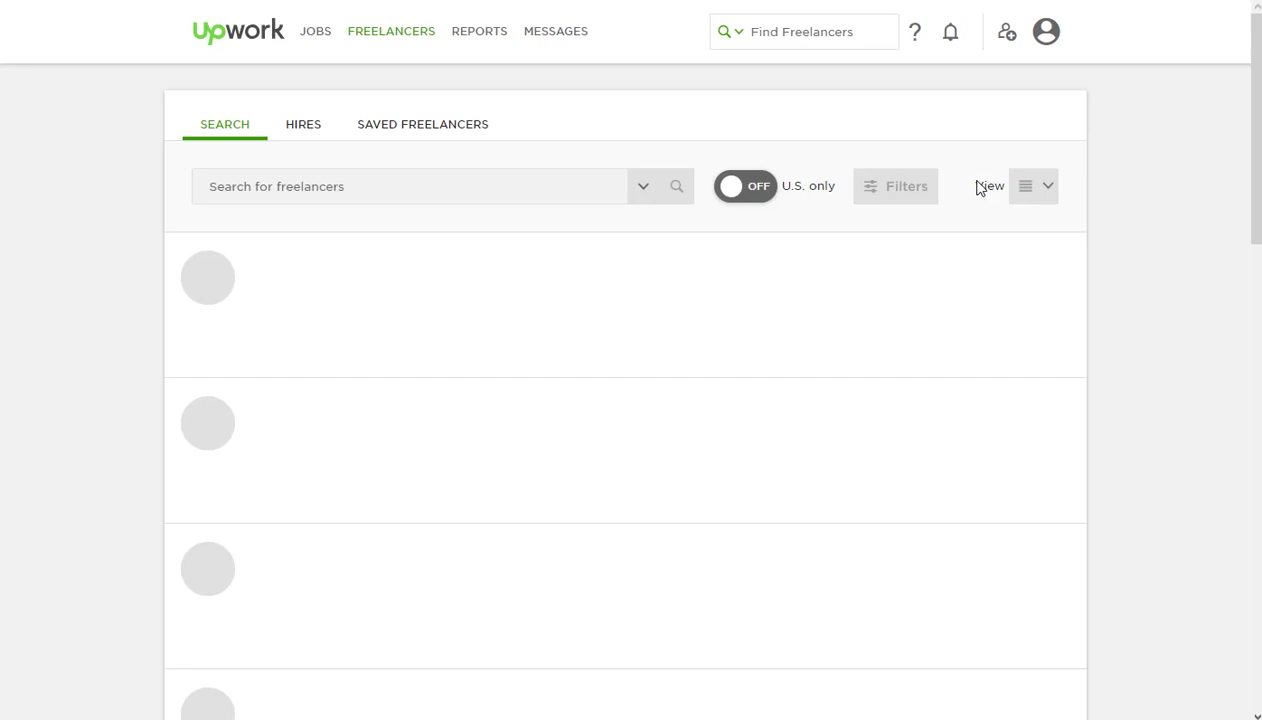 upwork JOBS FREELANCERS REPORTS MESSAGES Find Freelancers ?
SEARCH HIRES SAVED FREELANCERS
Search for freelancers OFF U.S. only Filters View